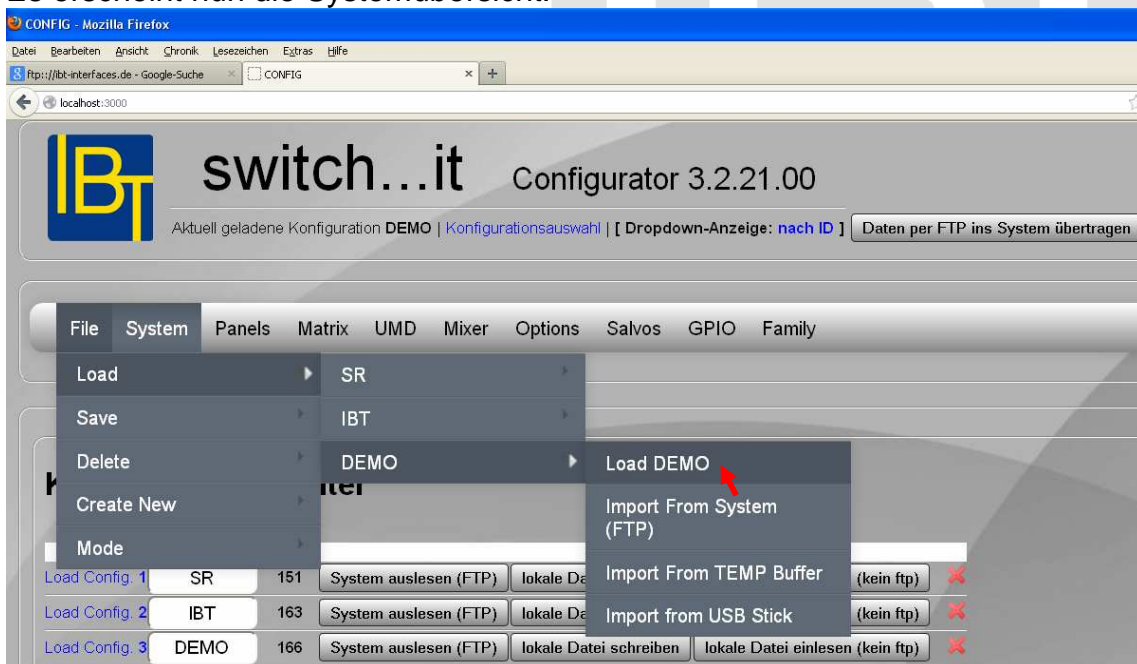 CONFIG - Mozilla Firefox
Datei Bearbeiten Ansicht Chronik Lesezeichen Extras Hilfe
ftp:://ibt-interfaces.de - Google-Suche CONFIG
localhost:3000
IBT switch...it Configurator 3.2.21.00
Aktuell geladene Konfiguration DEMO | Konfigurationsauswahl | [ Dropdown-Anzeige: nach ID ] Daten per FTP ins System übertragen
File System Panels Matrix UMD Mixer Options Salvos GPIO Family
Load SR
Save IBT
Delete DEMO Load DEMO
Create New Import From System
(FTP)
Mode Import From TEMP Buffer
Load Config. 1 SR 151 System auslesen (FTP) lokale Da (kein ftp)
Import from USB Stick
Load Config. 2 IBT 163 System auslesen (FTP) lokale Da (kein ftp)
Load Config. 3 DEMO 166 System auslesen (FTP) lokale Datei schreiben lokale Datei einlesen (kein ftp)